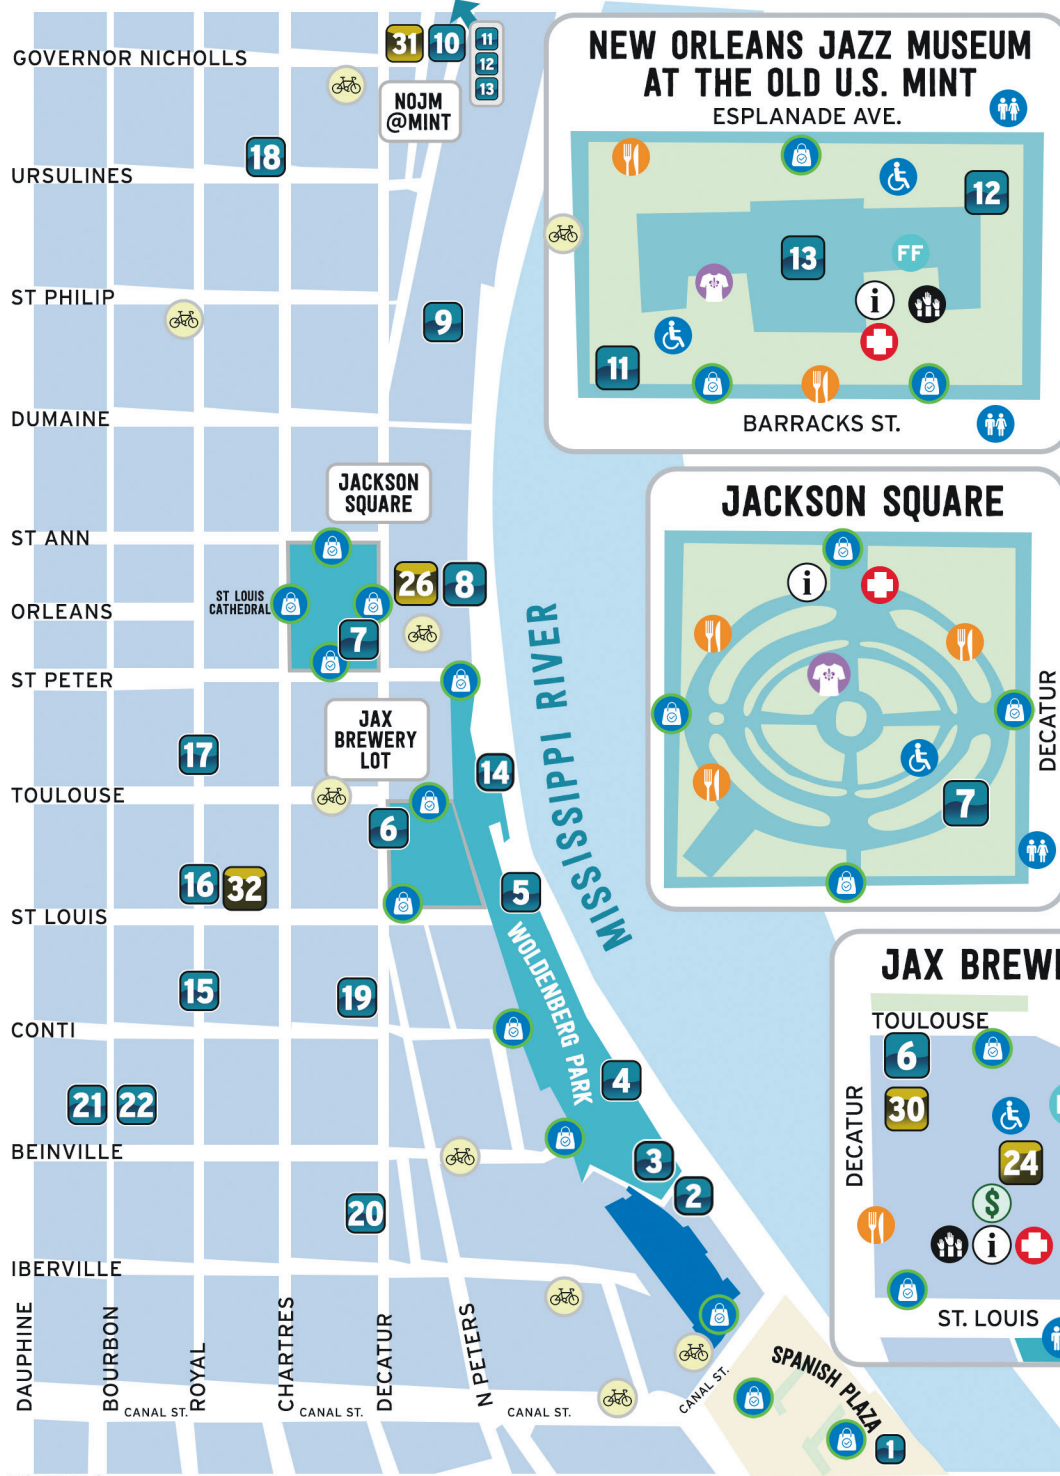 GOVERNOR NICHOLLS
31
10
11
12
13
NOJM
@MINT
18
URSULINES
ST PHILIP
9
DUMAINE
JACKSON
SQUARE
ST ANN
ST LOUIS
CATHEDRAL
ORLEANS
26
8
7
ST PETER
JAX
BREWERY
LOT
17
14
TOULOUSE
6
16
32
5
ST LOUIS
WOLDENBERG PARK
MISSISSIPPI RIVER
15
19
CONTI
4
21
22
BEINVILLE
3
2
20
IBERVILLE
DAUPHINE
BOURBON
ROYAL
CHARTRES
DECATUR
N PETERS
CANAL ST.
CANAL ST.
CANAL ST.
CANAL ST.
SPANISH PLAZA
1
NEW ORLEANS JAZZ MUSEUM
AT THE OLD U.S. MINT
ESPLANADE AVE.
12
13
FF
i
11
BARRACKS ST.
JACKSON SQUARE
i
DECATUR
7
JAX BREWE
TOULOUSE
6
30
DECATUR
24
$
i
ST. LOUIS